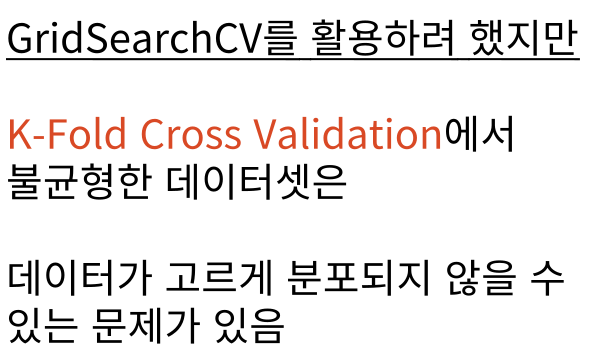 GridSearchCV를 활용하려 했지만
K-Fold Cross Validation에서
불균형한 데이터셋은
데이터가 고르게 분포되지 않을 수
있는 문제가 있음